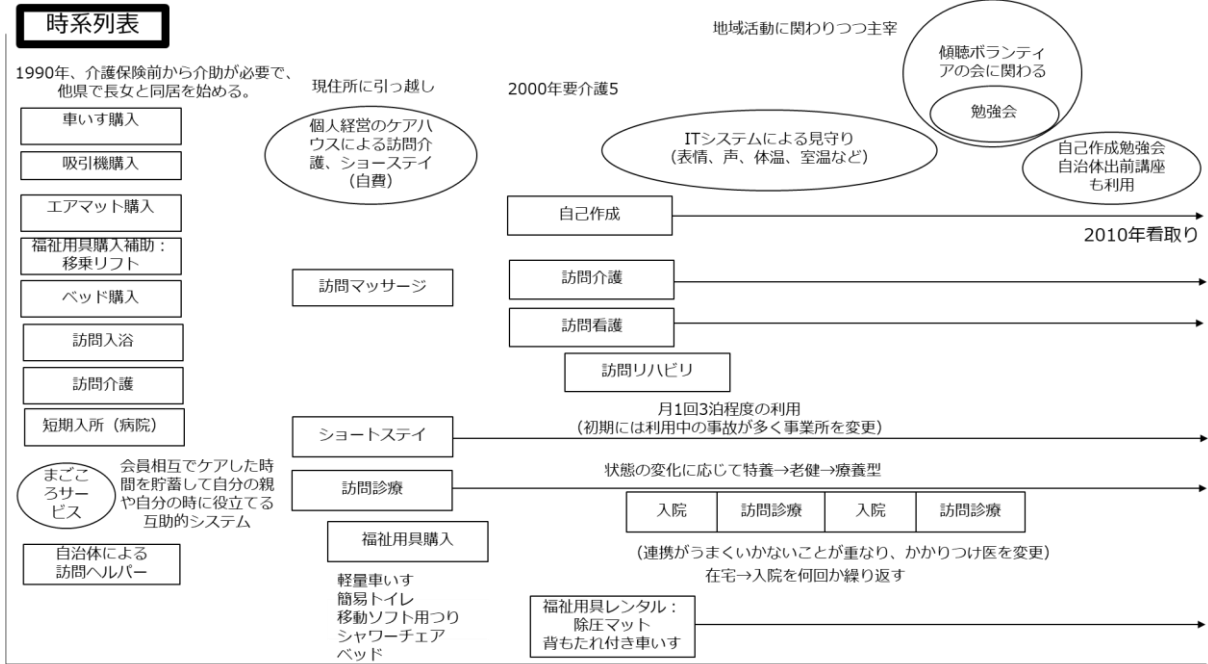 時系列表
1990年、介護保険前から介助が必要で、
他県で長女と同居を始める。
車いす購入
吸引機購入
エアマット購入
福祉用具購入補助：
移乗リフト
ベッド購入
訪問入浴
訪問介護
短期入所（病院）
まごこ
ろサー
ビス
会員相互でケアした時
間を貯蓄して自分の親
や自分の時に役立てる
互助的システム
自治体による
訪問ヘルパー
現住所に引っ越し
個人経営のケアハ
ウスによる訪問介
護、ショーステイ
（自費）
訪問マッサージ
ショートステイ
訪問診療
福祉用具購入
軽量車いす
簡易トイレ
移動ソフト用つり
シャワーチェア
ベッド
2000年要介護5
地域活動に関わりつつ主宰
傾聴ボランティ
アの会に関わる
勉強会
ITシステムによる見守り
（表情、声、体温、室温など）
自己作成勉強会
自治体出前講座
も利用
自己作成
2010年看取り
訪問介護
訪問看護
訪問リハビリ
月1回3泊程度の利用
（初期には利用中の事故が多く事業所を変更）
状態の変化に応じて特養→老健→療養型
入院
訪問診療
入院
訪問診療
（連携がうまくいかないことが重なり、かかりつけ医を変更）
在宅→入院を何回か繰り返す
福祉用具レンタル：
除圧マット
背もたれ付き車いす